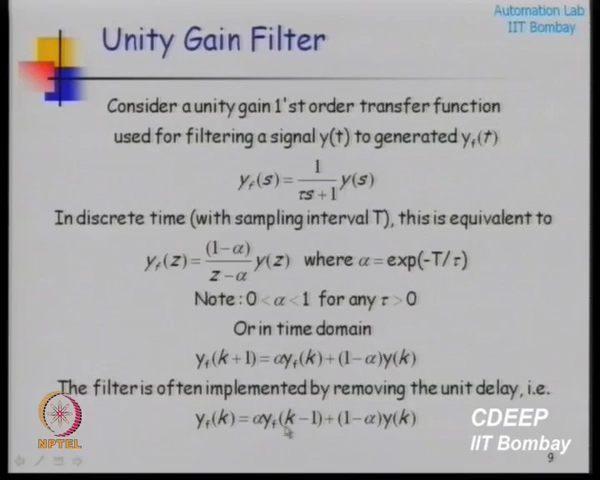 Automation Lab
IIT Bombay
Unity Gain Filter
Consider a unity gain 1'st order transfer function
used for filtering a signal y(t) to generated y_f(t)
y_f(s) = 1/(τs+1) y(s)
In discrete time (with sampling interval T), this is equivalent to
y_f(z) = (1−α)/(z−α) y(z) where α = exp(-T/τ)
Note: 0 < α < 1 for any τ > 0
Or in time domain
y_f(k+1) = αy_f(k) + (1−α)y(k)
The filter is often implemented by removing the unit delay, i.e.
y_f(k) = αy_f(k−1) + (1−α)y(k)
NPTEL
CDEEP
IIT Bombay
9